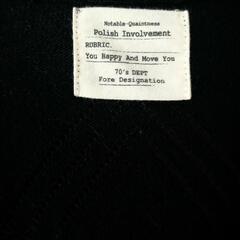 Notable-Quaintness
Polish Involvement
RUBRIC.
You Happy And Move You
70's DEPT
Fore Designation